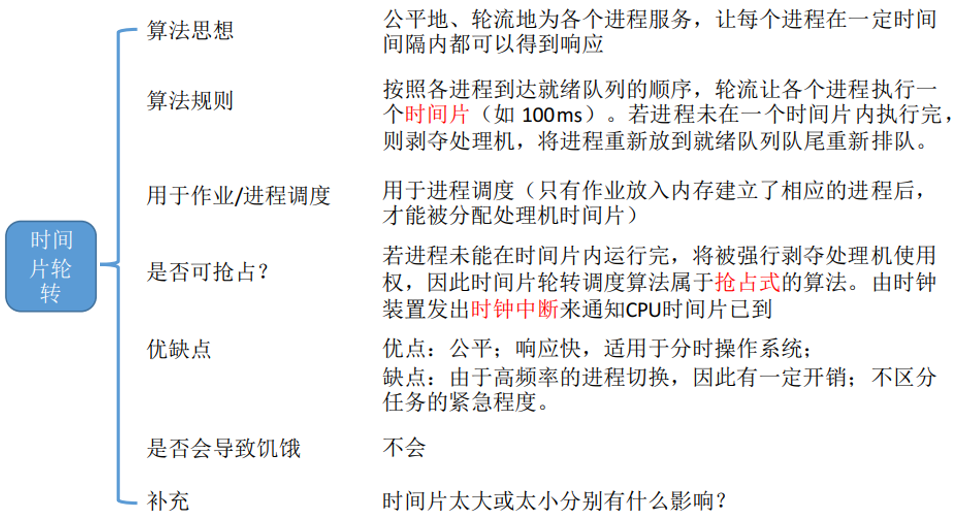 时间
片轮
转
算法思想
公平地、轮流地为各个进程服务，让每个进程在一定时间
间隔内都可以得到响应
算法规则
按照各进程到达就绪队列的顺序，轮流让各个进程执行一
个时间片（如 100ms）。若进程未在一个时间片内执行完，
则剥夺处理机，将进程重新放到就绪队列队尾重新排队。
用于作业/进程调度
用于进程调度（只有作业放入内存建立了相应的进程后，
才能被分配处理机时间片）
是否可抢占？
若进程未能在时间片内运行完，将被强行剥夺处理机使用
权，因此时间片轮转调度算法属于抢占式的算法。由时钟
装置发出时钟中断来通知CPU时间片已到
优缺点
优点：公平；响应快，适用于分时操作系统；
缺点：由于高频率的进程切换，因此有一定开销；不区分
任务的紧急程度。
是否会导致饥饿
不会
补充
时间片太大或太小分别有什么影响？